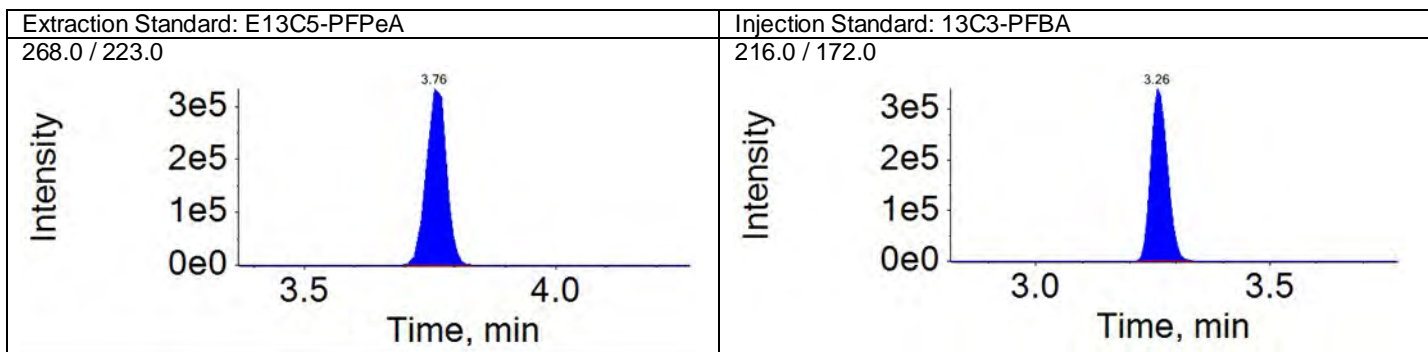 Extraction Standard: E13C5-PFPeA
268.0 / 223.0
3.76
3e5
2e5
1e5
0e0
Intensity
3.5
4.0
Time, min
Injection Standard: 13C3-PFBA
216.0 / 172.0
3.26
3e5
2e5
1e5
0e0
Intensity
3.0
3.5
Time, min